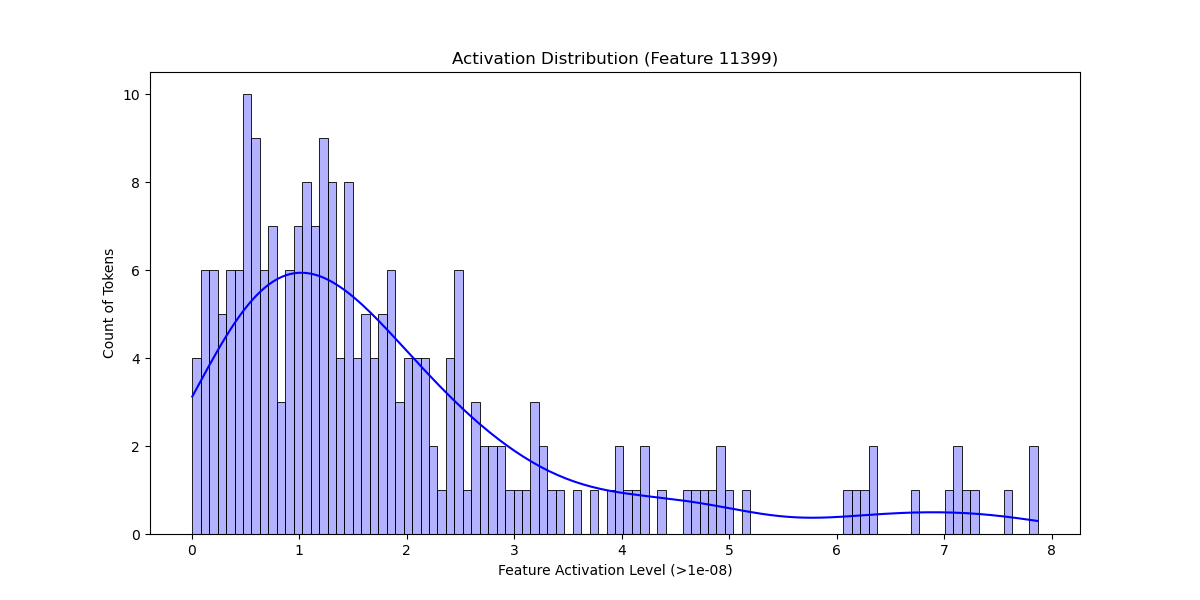 Activation Distribution (Feature 11399)
10
8
6
4
2
0
Count of Tokens
0 1 2 3 4 5 6 7 8
Feature Activation Level (>1e-08)